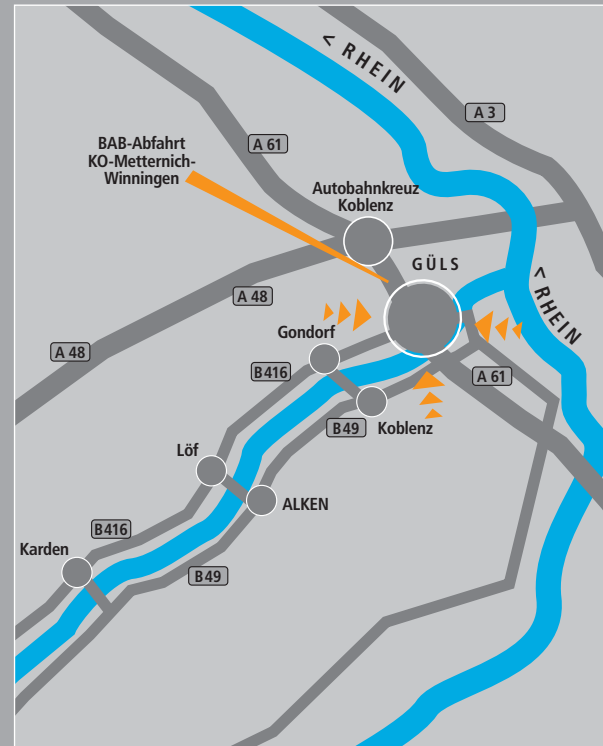 < RHEIN
A 3
A 61
BAB-Abfahrt
KO-Metternich-
Winningen
Autobahnkreuz
Koblenz
GÜLS
< RHEIN
A 48
Gondorf
A 48
B416
A 61
B49
Koblenz
Löf
ALKEN
B416
Karden
B49